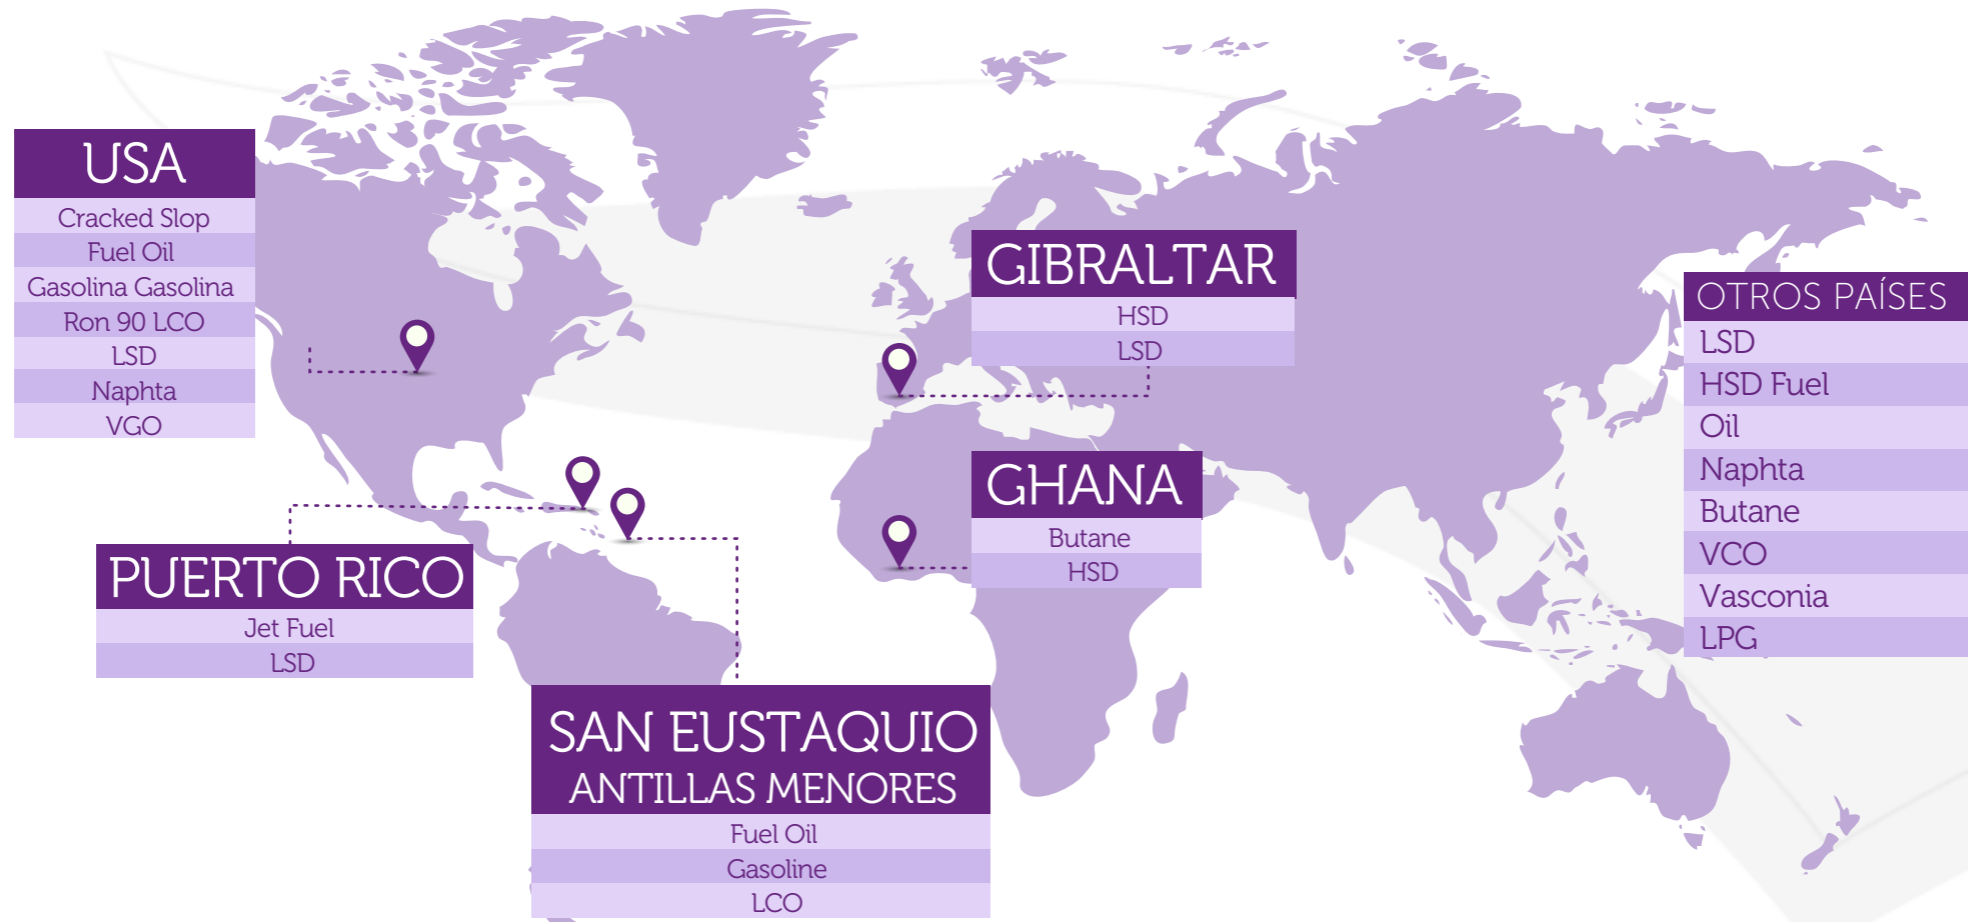 USA
Cracked Slop
Fuel Oil
Gasolina Gasolina
Ron 90 LCO
LSD
Naphta
VGO
PUERTO RICO
Jet Fuel
LSD
SAN EUSTAQUIO
ANTILLAS MENORES
Fuel Oil
Gasoline
LCO
GIBRALTAR
HSD
LSD
GHANA
Butane
HSD
OTROS PAÍSES
LSD
HSD Fuel
Oil
Naphta
Butane
VCO
Vasconia
LPG